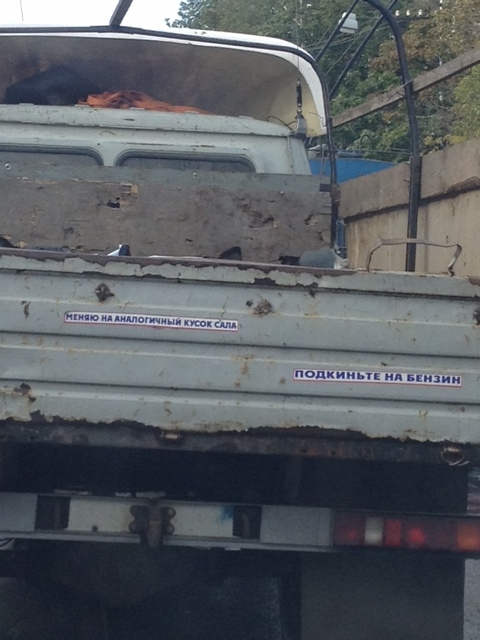 МЕНЯЮ НА АНАЛОГИЧНЫЙ КУСОК САЛА
ПОДКИНЬТЕ НА БЕНЗИН